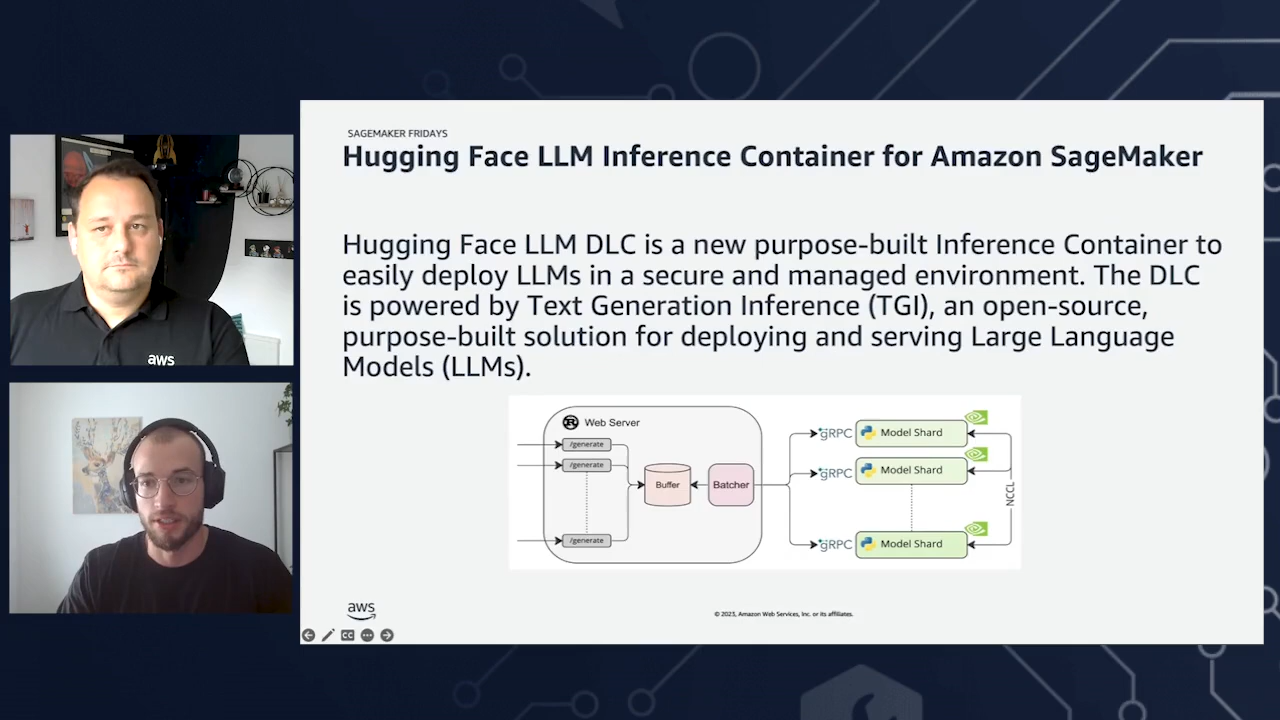 SAGEMAKER FRIDAYS
Hugging Face LLM Inference Container for Amazon SageMaker
Hugging Face LLM DLC is a new purpose-built Inference Container to
easily deploy LLMs in a secure and managed environment. The DLC
is powered by Text Generation Inference (TGI), an open-source,
purpose-built solution for deploying and serving Large Language
Models (LLMs).
Web Server
/generate
/generate
/generate
Buffer
Batcher
gRPC
Model Shard
gRPC
Model Shard
gRPC
Model Shard
NCCL
aws
© 2023, Amazon Web Services, Inc. or its affiliates.
CC
aws